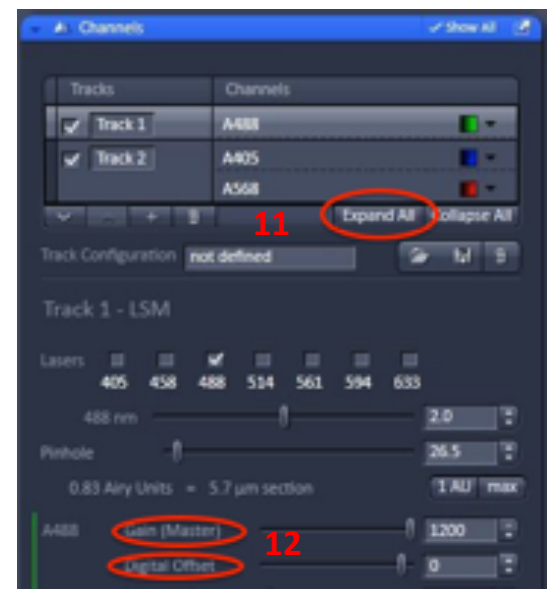 Channels Show All
Tracks Channels
Track 1 A488
Track 2 A405
A568
11 Expand All Collapse All
Track Configuration not defined
Track 1 - LSM
Lasers
405 458 488 514 561 594 633
488 nm 2.0
Pinhole 26.5
0.83 Airy Units = 5.7 µm section 1 AU max
A488 Gain (Master) 12 1200
Digital Offset 0